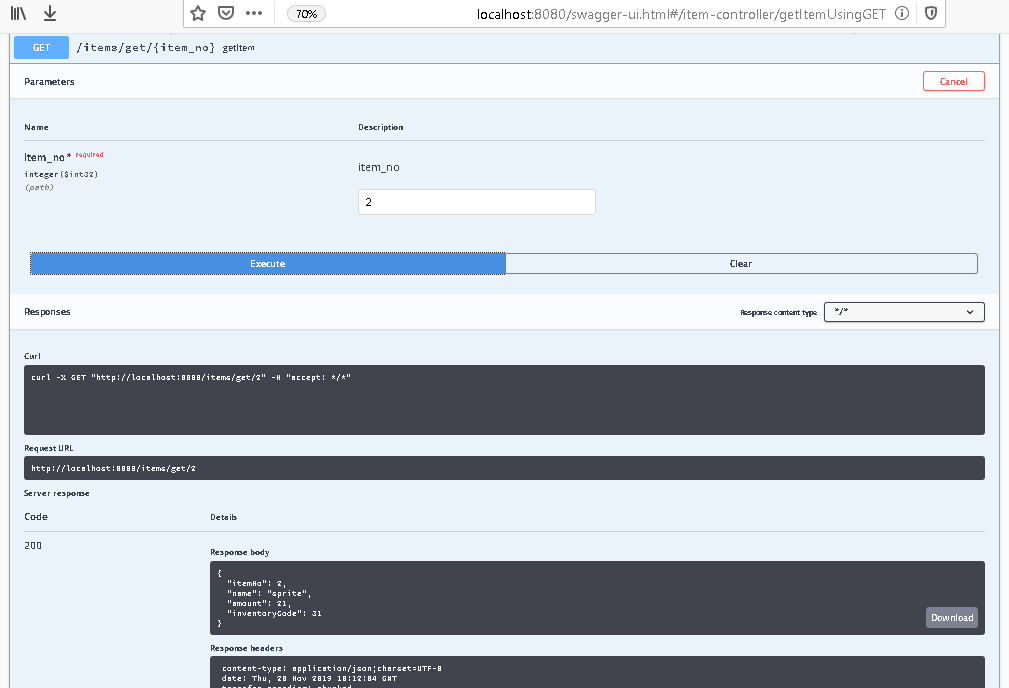 70%
localhost:8080/swagger-ui.html#/item-controller/getItemUsingGET
GET /items/get/{item_no} getItem
Parameters
Cancel
Name Description
item_no * required
integer($int32)
(path)
item_no
2
Execute Clear
Responses
Response content type */*
Curl
curl -X GET "http://localhost:8080/items/get/2" -H "accept: */*"
Request URL
http://localhost:8080/items/get/2
Server response
Code Details
200
Response body
{
"itemNo": 2,
"name": "sprite",
"amount": 21,
"inventoryCode": 31
}
Download
Response headers
content-type: application/json;charset=UTF-8
date: Thu, 28 Nov 2019 18:12:04 GMT